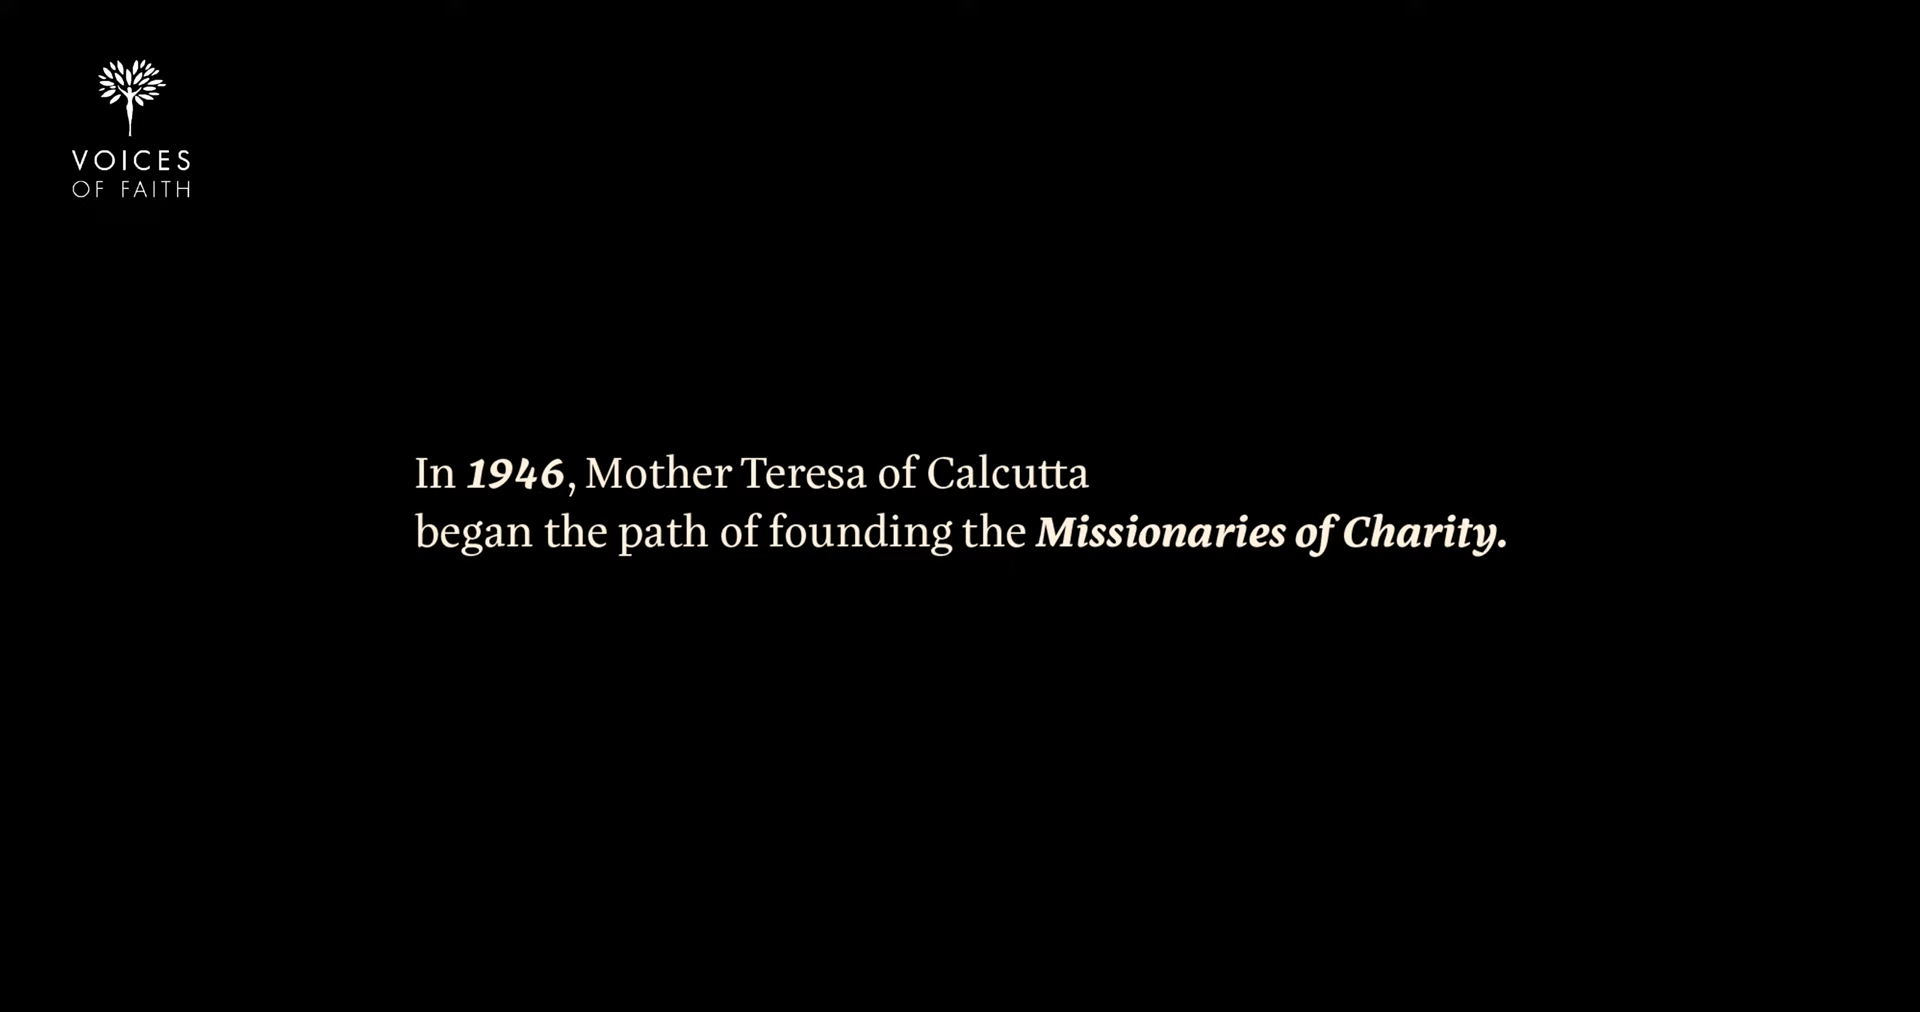 VOICES
OF FAITH
In 1946, Mother Teresa of Calcutta
began the path of founding the Missionaries of Charity.